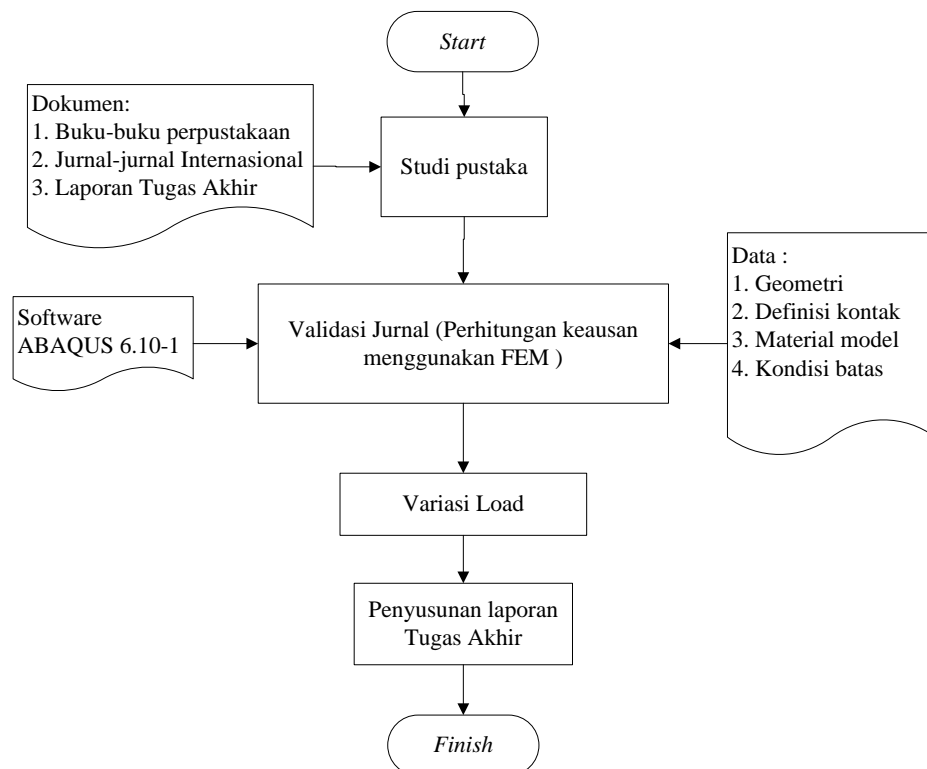 Start
Dokumen:
1. Buku-buku perpustakaan
2. Jurnal-jurnal Internasional
3. Laporan Tugas Akhir
Studi pustaka
Data :
1. Geometri
2. Definisi kontak
3. Material model
4. Kondisi batas
Software
ABAQUS 6.10-1
Validasi Jurnal (Perhitungan keausan
menggunakan FEM )
Variasi Load
Penyusunan laporan
Tugas Akhir
Finish